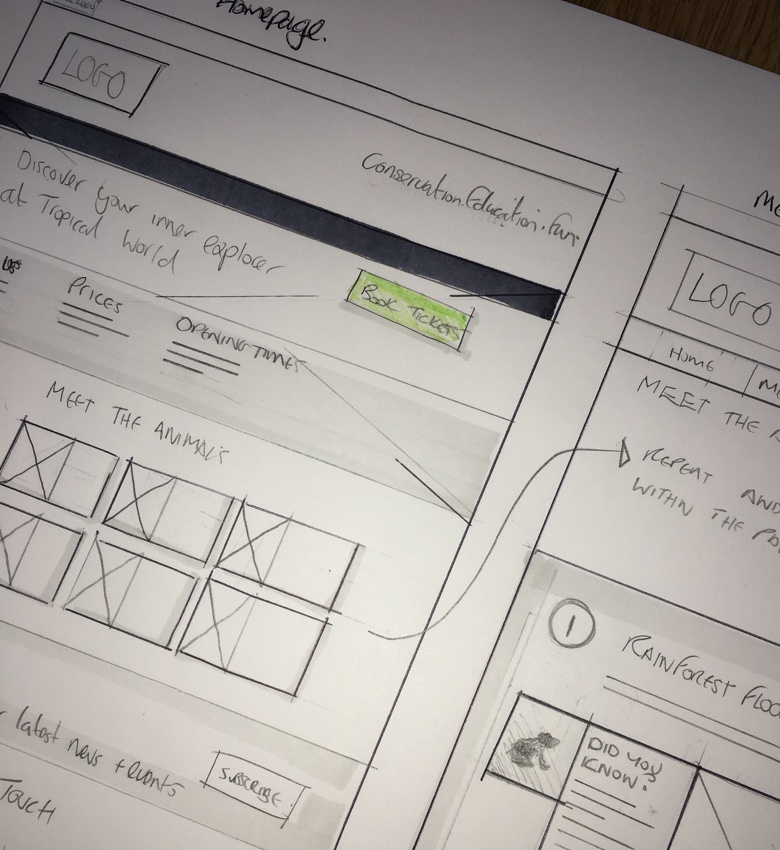 Homepage.
LOGO
Conservation.Education.Fun.
Discover your inner explorer
at Tropical World
Book Tickets
Prices
OPENING TIMES
MEET THE ANIMALS
latest news + events
SUBSCRIBE
TOUCH
LOGO
HOME
MEET THE
REPEAT AND
WITHIN THE
1
RAINFOREST
DID YOU
KNOW?